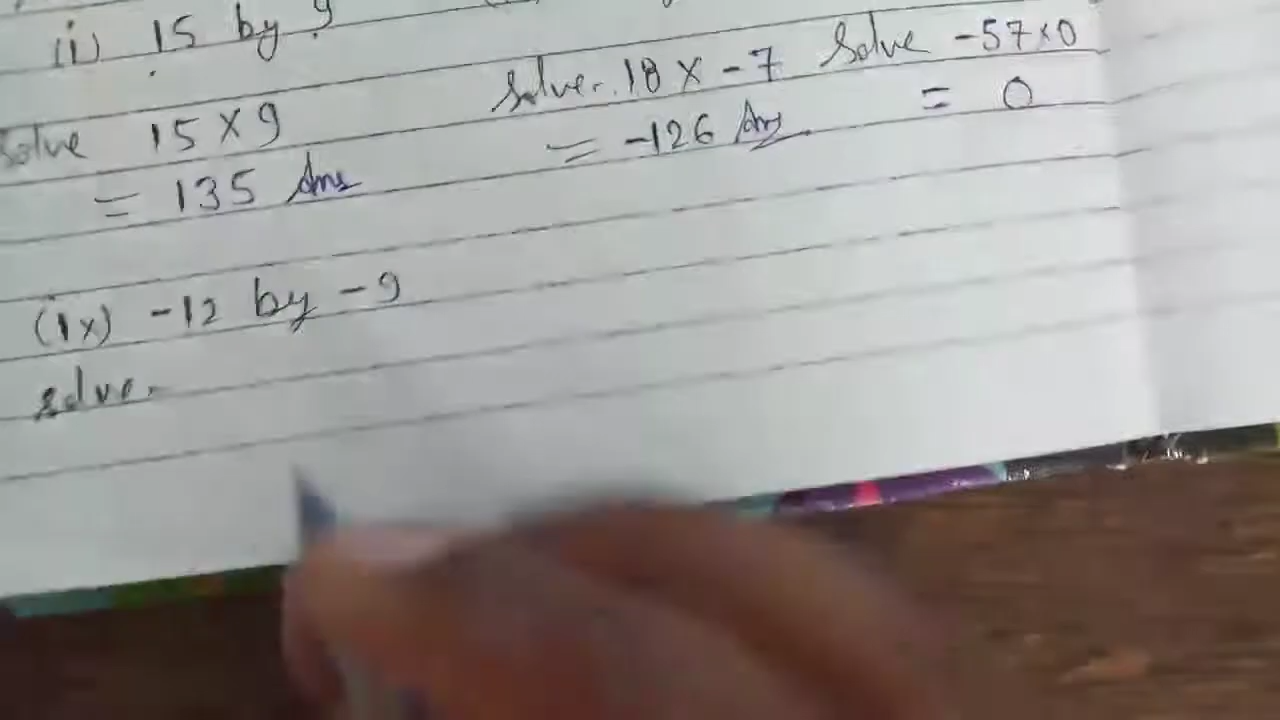 (i) 15 by 9
solve 15 × 9
= 135 Ans
solve. 18 × -7
= -126 Ans
solve -57×0
= 0
(ix) -12 by -9
solve.